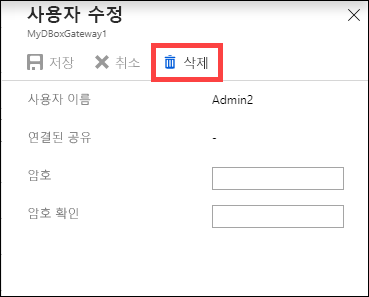 사용자 수정
MyDBoxGateway1
저장 취소 삭제
사용자 이름 Admin2
연결된 공유 -
암호
암호 확인